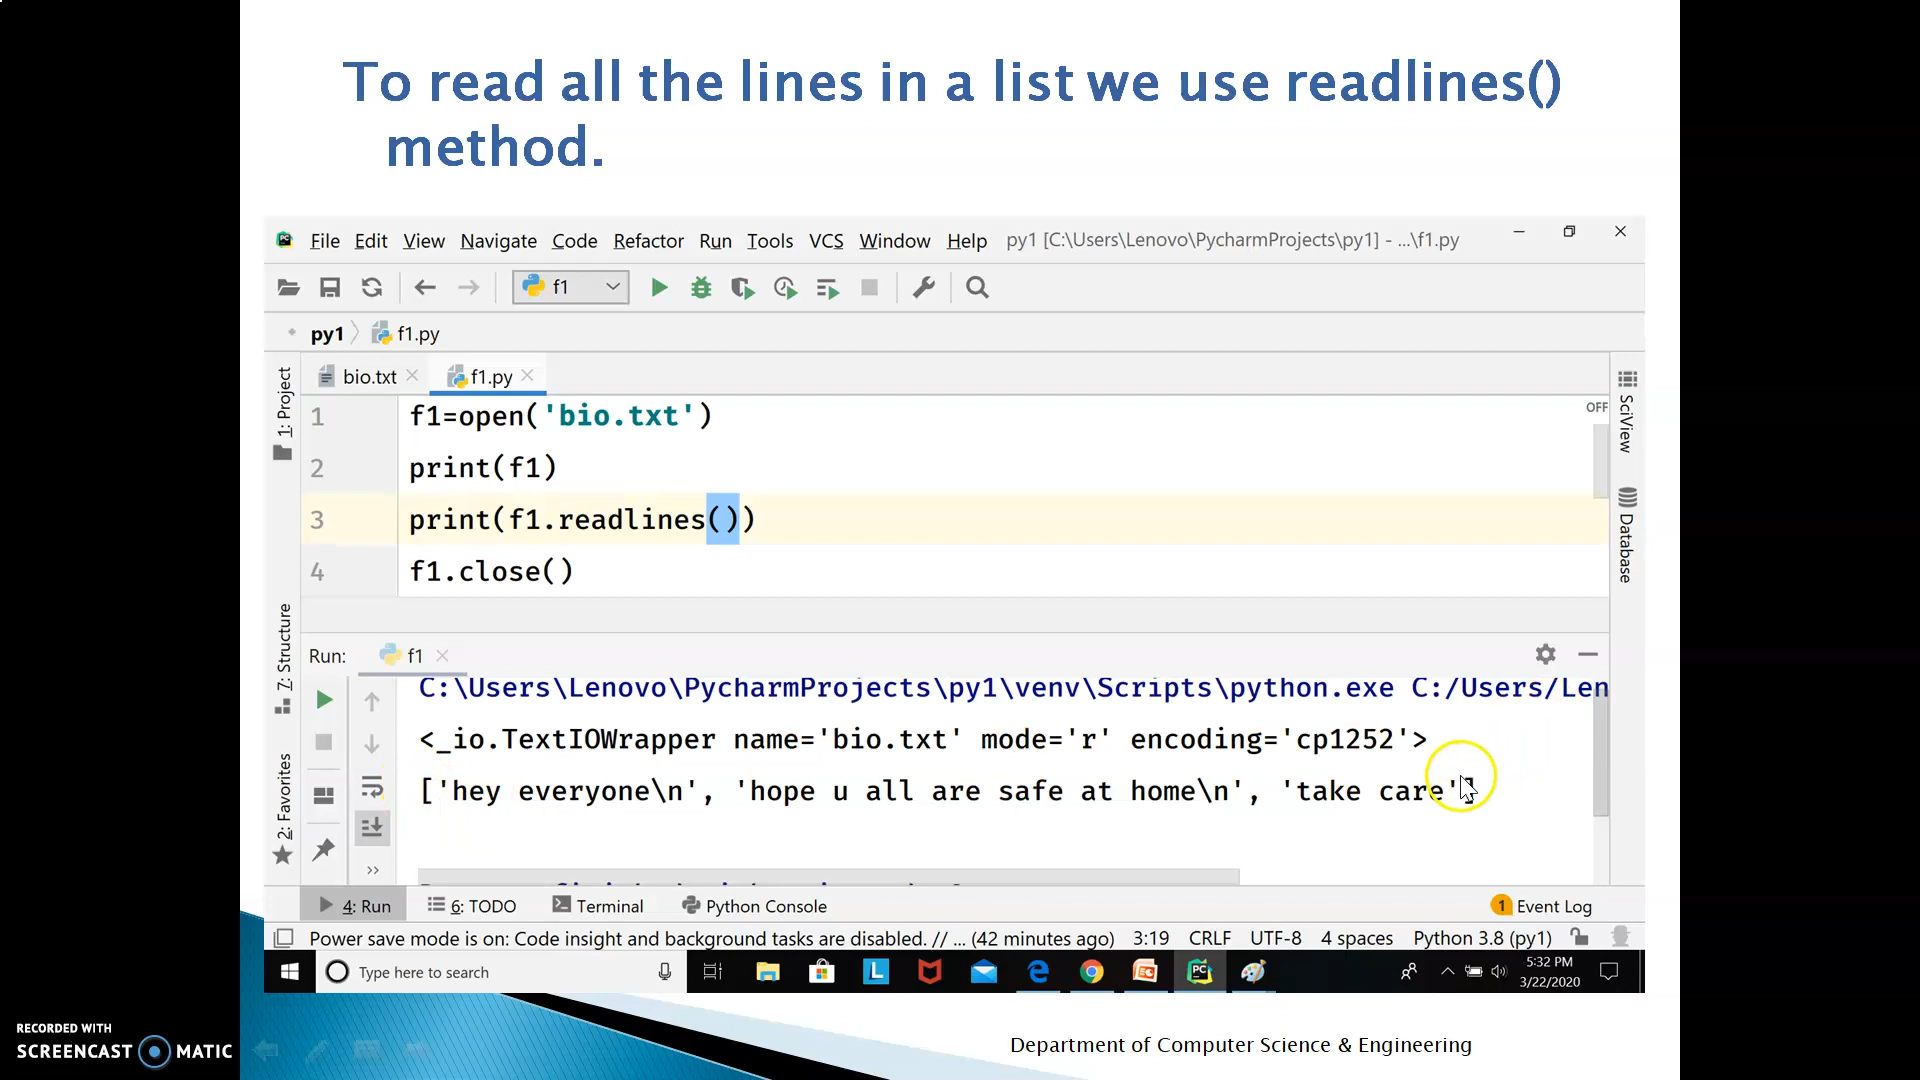 To read all the lines in a list we use readlines()
method.
File Edit View Navigate Code Refactor Run Tools VCS Window Help py1 [C:\Users\Lenovo\PycharmProjects\py1] - ...\f1.py
f1
py1 f1.py
1: Project
bio.txt f1.py
OFF
SciView
Database
1 f1=open('bio.txt')
2 print(f1)
3 print(f1.readlines())
4 f1.close()
7: Structure
2: Favorites
Run: f1
C:\Users\Lenovo\PycharmProjects\py1\venv\Scripts\python.exe C:/Users/Len
<_io.TextIOWrapper name='bio.txt' mode='r' encoding='cp1252'>
['hey everyone\n', 'hope u all are safe at home\n', 'take care']
4: Run 6: TODO Terminal Python Console 1 Event Log
Power save mode is on: Code insight and background tasks are disabled. // ... (42 minutes ago) 3:19 CRLF UTF-8 4 spaces Python 3.8 (py1)
Type here to search
5:32 PM
3/22/2020
RECORDED WITH
SCREENCAST MATIC
Department of Computer Science & Engineering